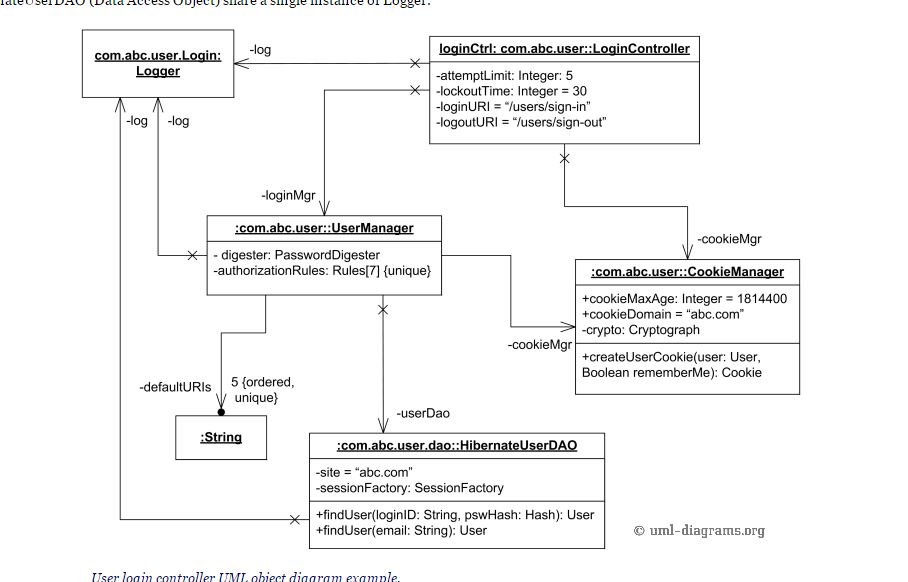 (Data Access Object) share a single instance of Logger.
com.abc.user.Login:
Logger
-log
loginCtrl: com.abc.user::LoginController
-attemptLimit: Integer: 5
-lockoutTime: Integer = 30
-loginURI = “/users/sign-in”
-logoutURI = “/users/sign-out”
-log
-log
-loginMgr
:com.abc.user::UserManager
- digester: PasswordDigester
-authorizationRules: Rules[7] {unique}
-cookieMgr
:com.abc.user::CookieManager
+cookieMaxAge: Integer = 1814400
+cookieDomain = “abc.com”
-crypto: Cryptograph
+createUserCookie(user: User,
Boolean rememberMe): Cookie
-cookieMgr
-defaultURIs
5 {ordered,
unique}
:String
-userDao
:com.abc.user.dao::HibernateUserDAO
-site = “abc.com”
-sessionFactory: SessionFactory
+findUser(loginID: String, pswHash: Hash): User
+findUser(email: String): User
© uml-diagrams.org
User login controller UML object diagram example.